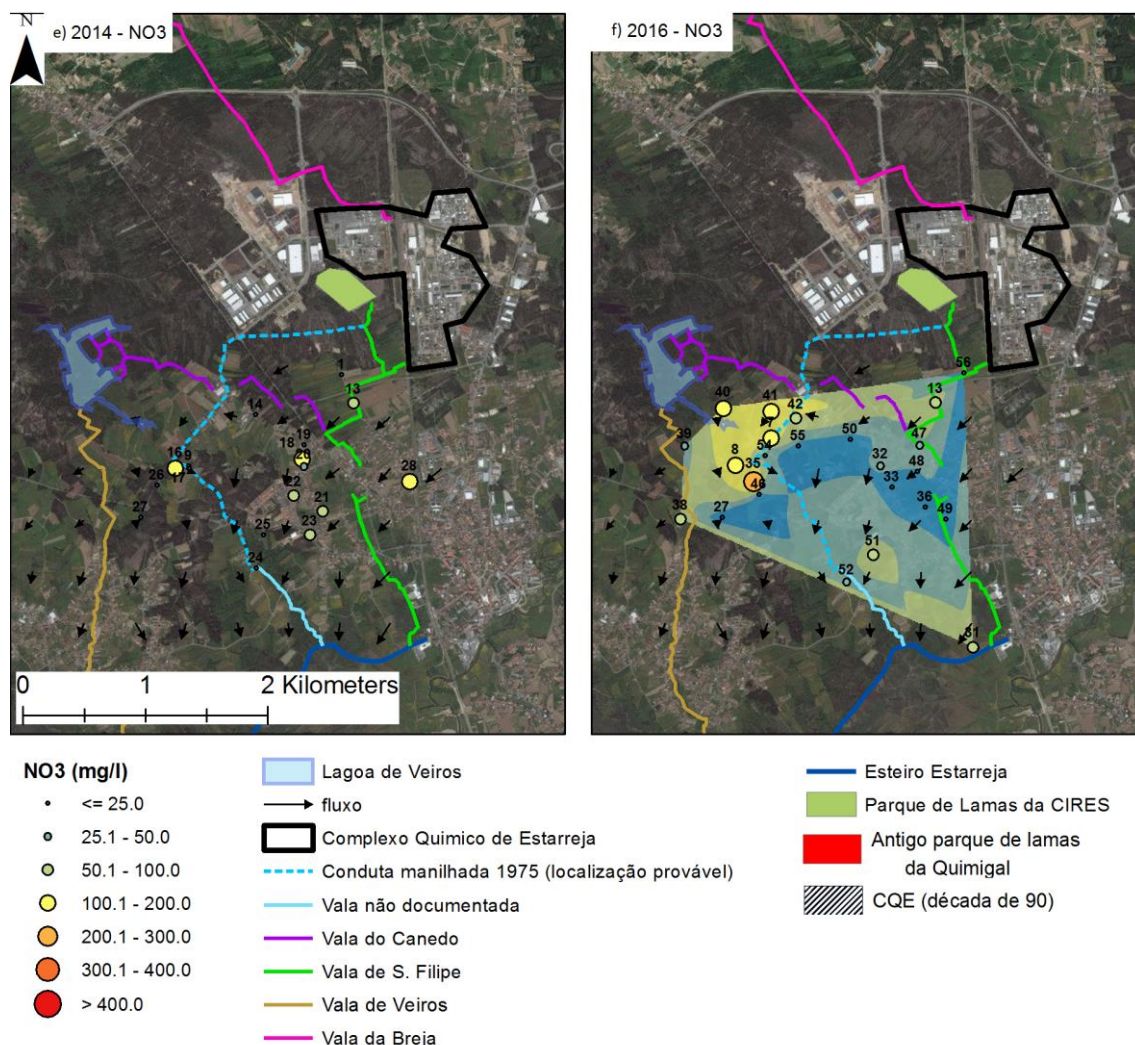 N
e) 2014 - NO3
1
13
14
19
18
20
16
9
17
26
28
22
27
21
23
25
24
0 1 2 Kilometers
f) 2016 - NO3
56
40
41
42
13
7
39
54
55
50
47
8
32
48
35
33
46
36
38
27
49
51
52
31
NO3 (mg/l)
<= 25.0
25.1 - 50.0
50.1 - 100.0
100.1 - 200.0
200.1 - 300.0
300.1 - 400.0
> 400.0
Lagoa de Veiros
fluxo
Complexo Quimico de Estarreja
Conduta manilhada 1975 (localização provável)
Vala não documentada
Vala do Canedo
Vala de S. Filipe
Vala de Veiros
Vala da Breia
Esteiro Estarreja
Parque de Lamas da CIRES
Antigo parque de lamas
da Quimigal
CQE (década de 90)